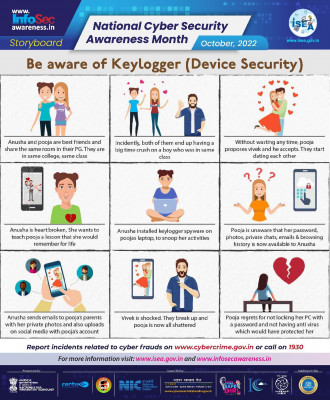 www.
InfoSec
awareness.in
Storyboard
National Cyber Security
Awareness Month
October, 2022
ISEA
Be aware of Keylogger (Device Security)
Anusha and pooja are best friends and
share the same room in their PG. They are
in same college, same class
Incidently, both of them end up having a
big time crush on a boy who was in same
class
Without wasting any time, pooja
proposes vivek and he accepts. They start
dating each other
Anusha is heart broken, She wants to
teach pooja a lesson that she would
remember for life
Anusha installed keylogger spyware on
poojas laptop, to snoop her activities
Pooja is unaware that her password,
photos, private chats, emails & browsing
history is now available to Anusha
Anusha sends emails to pooja's parents
with her private photos and also uploads
on social media with pooja's account
Vivek is shocked. They break up and
pooja is now all shattered
Pooja regrets for not locking her PC
with a password and not having anti virus
which would have protected her
Report incidents related to cyber frauds on www.cybercrime.gov.in or call on 1930
For more information visit: www.isea.gov.in and www.infosecawareness.in
NIC